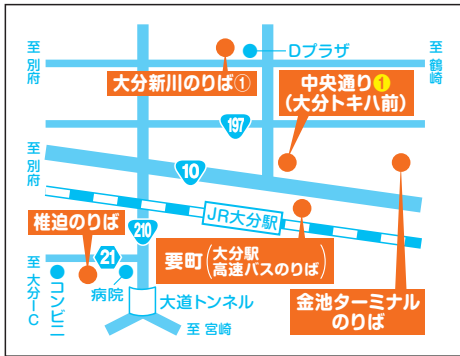 至別府
Dプラザ
至鶴崎
大分新川のりば①
中央通り①
(大分トキハ前)
197
至別府
10
JR大分駅
椎迫のりば
210
要町(大分駅
高速バスのりば)
21
至大分IC
コンビニ
病院
大道トンネル
至 宮崎
金池ターミナル
のりば